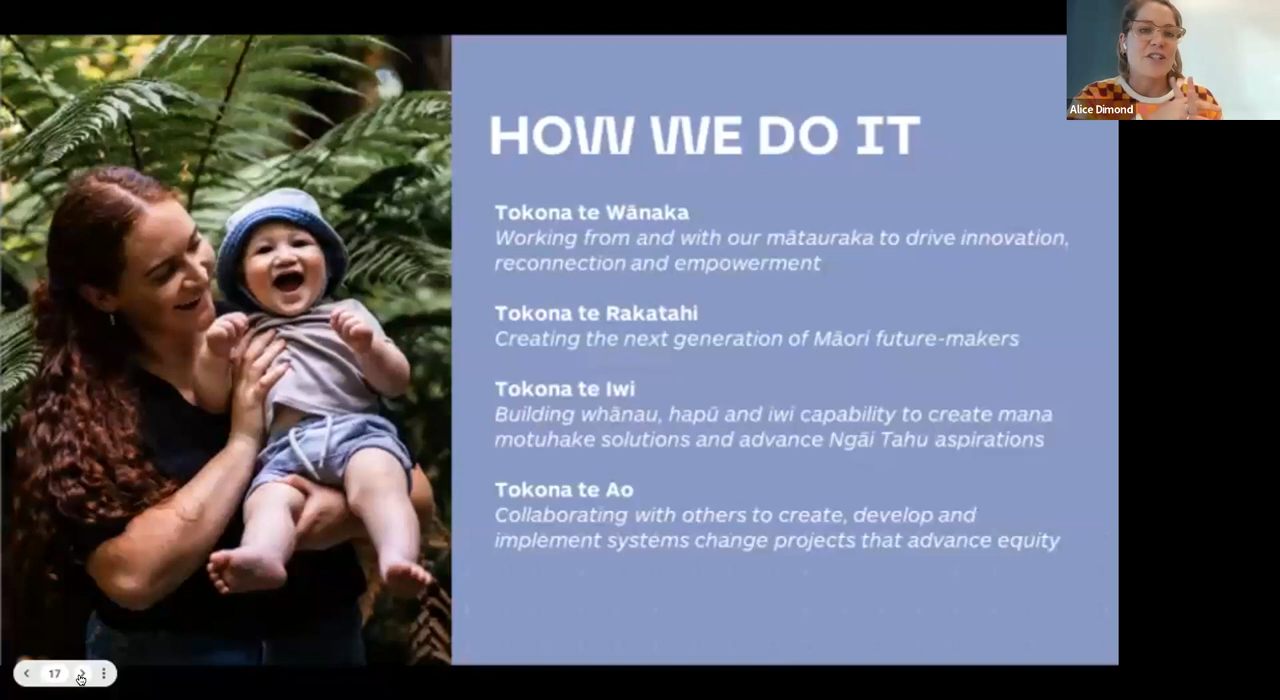 HOW WE DO IT
Tokona te Wānaka
Working from and with our mātauraka to drive innovation,
reconnection and empowerment
Tokona te Rakatahi
Creating the next generation of Māori future-makers
Tokona te Iwi
Building whānau, hapū and iwi capability to create mana
motuhake solutions and advance Ngāi Tahu aspirations
Tokona te Ao
Collaborating with others to create, develop and
implement systems change projects that advance equity
Alice Dimond
17